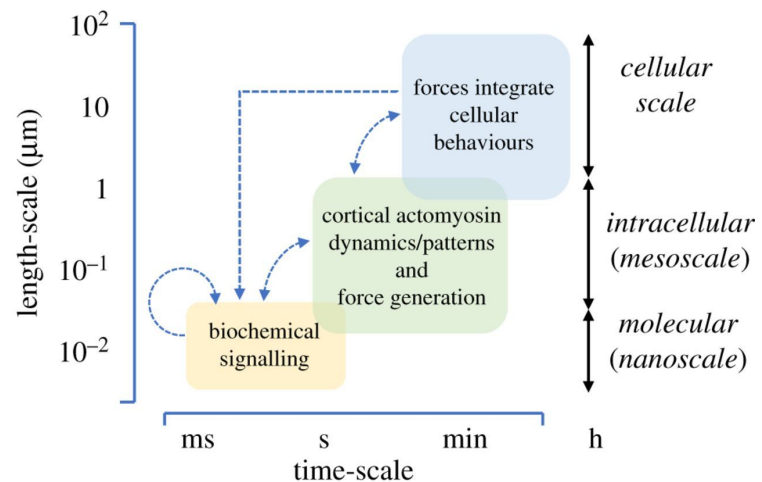 10²
10
1
10⁻¹
10⁻²
length-scale (μm)
forces integrate
cellular
behaviours
cortical actomyosin
dynamics/patterns
and
force generation
biochemical
signalling
cellular
scale
intracellular
(mesoscale)
molecular
(nanoscale)
ms s min h
time-scale